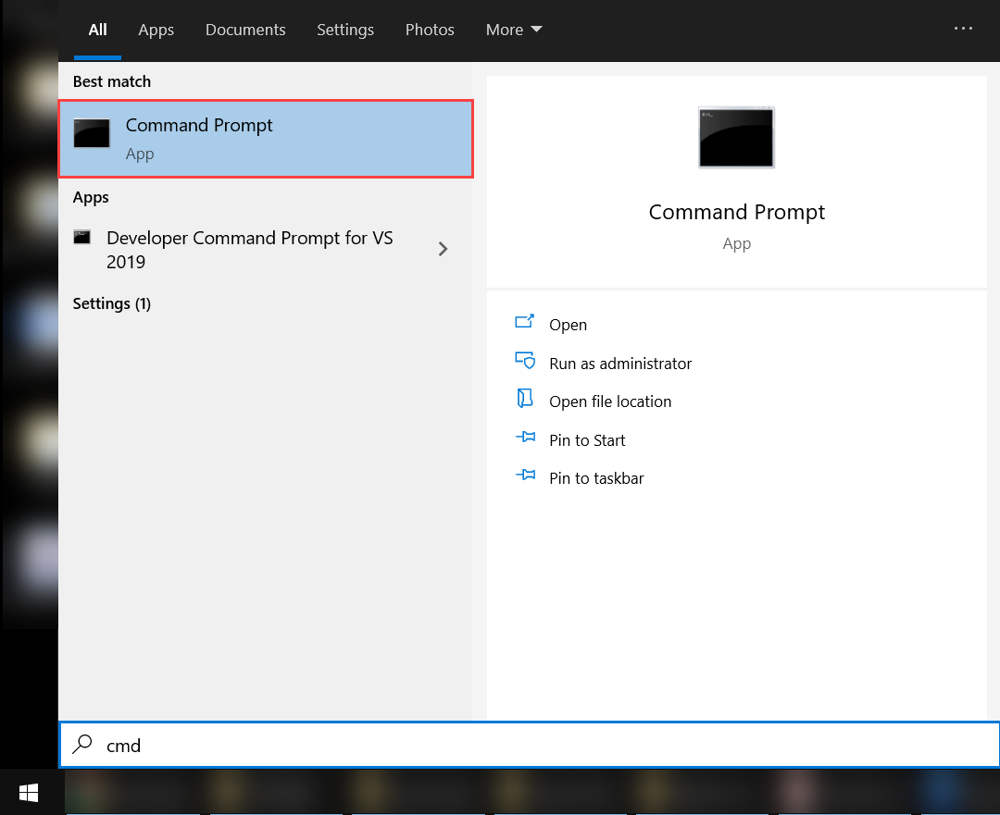 All Apps Documents Settings Photos More ...
Best match
Command Prompt
App
Apps
Developer Command Prompt for VS
2019
Settings (1)
Command Prompt
App
Open
Run as administrator
Open file location
Pin to Start
Pin to taskbar
cmd